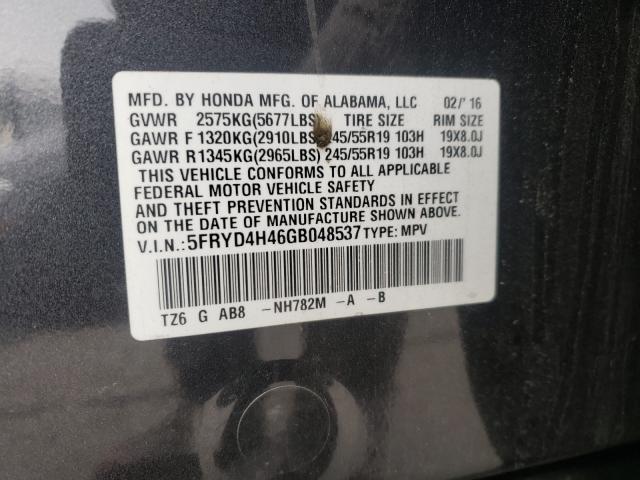 MFD. BY HONDA MFG. OF ALABAMA, LLC 02/'16
GVWR 2575KG(5677LBS) TIRE SIZE RIM SIZE
GAWR F 1320KG(2910LBS) 245/55R19 103H 19X8.0J
GAWR R 1345KG(2965LBS) 245/55R19 103H 19X8.0J
THIS VEHICLE CONFORMS TO ALL APPLICABLE
FEDERAL MOTOR VEHICLE SAFETY
AND THEFT PREVENTION STANDARDS IN EFFECT
ON THE DATE OF MANUFACTURE SHOWN ABOVE.
V.I.N.: 5FRYD4H46GB048537 TYPE: MPV
TZ6 G AB8 -NH782M -A -B